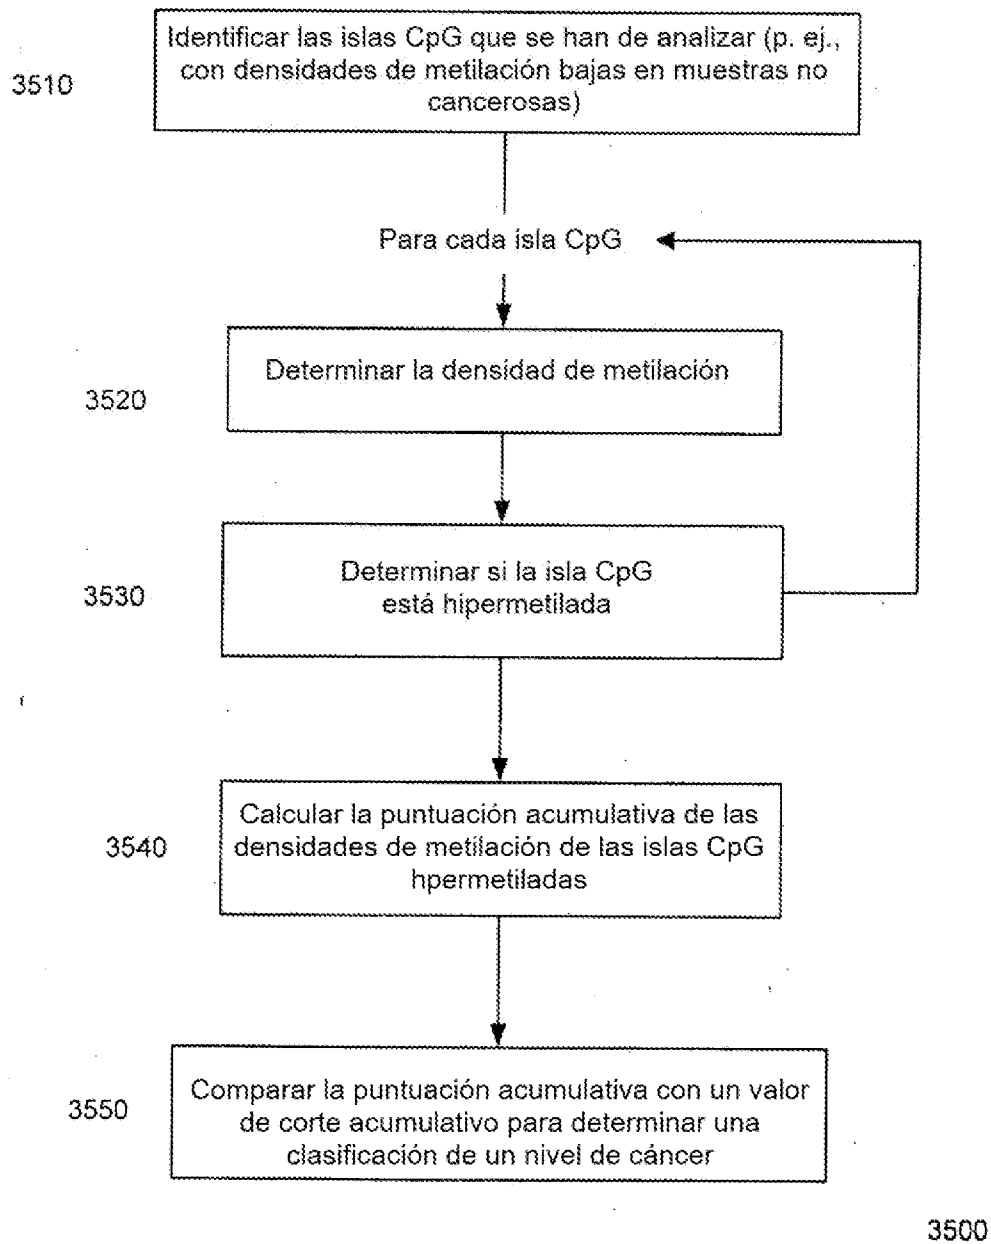 Identificar las islas CpG que se han de analizar (p. ej.,
con densidades de metilación bajas en muestras no
cancerosas)
3510
Para cada isla CpG
Determinar la densidad de metilación
3520
Determinar si la isla CpG
está hipermetilada
3530
Calcular la puntuación acumulativa de las
densidades de metilación de las islas CpG
hpermetiladas
3540
Comparar la puntuación acumulativa con un valor
de corte acumulativo para determinar una
clasificación de un nivel de cáncer
3550
3500